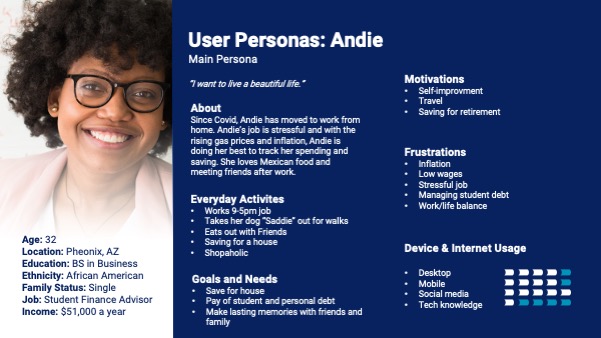 User Personas: Andie
Main Persona
"I want to live a beautiful life."
About
Since Covid, Andie has moved to work from
home. Andie's job is stressful and with the
rising gas prices and inflation, Andie is
doing her best to track her spending and
saving. She loves Mexican food and
meeting friends after work.
Everyday Activites
• Works 9-5pm job
• Takes her dog "Saddie" out for walks
• Eats out with Friends
• Saving for a house
• Shopaholic
Goals and Needs
• Save for house
• Pay of student and personal debt
• Make lasting memories with friends and
family
Motivations
• Self-improvment
• Travel
• Saving for retirement
Frustrations
• Inflation
• Low wages
• Stressful job
• Managing student debt
• Work/life balance
Device & Internet Usage
• Desktop
• Mobile
• Social media
• Tech knowledge
Age: 32
Location: Pheonix, AZ
Education: BS in Business
Ethnicity: African American
Family Status: Single
Job: Student Finance Advisor
Income: $51,000 a year